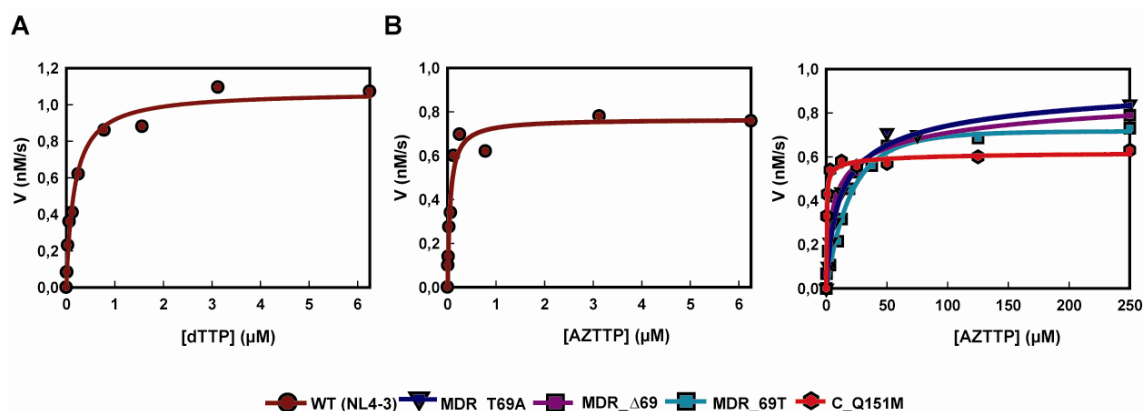 A
B
1,2
1,0
0,8
0,6
0,4
0,2
0,0
V (nM/s)
0 1 2 3 4 5 6
[dTTP] (µM)
1,0
0,8
0,6
0,4
0,2
0,0
V (nM/s)
0 1 2 3 4 5 6
[AZTTP] (µM)
1,0
0,8
0,6
0,4
0,2
0,0
V (nM/s)
0 50 100 150 200 250
[AZTTP] (µM)
WT (NL4-3) MDR_T69A MDR_Δ69 MDR_69T C_Q151M